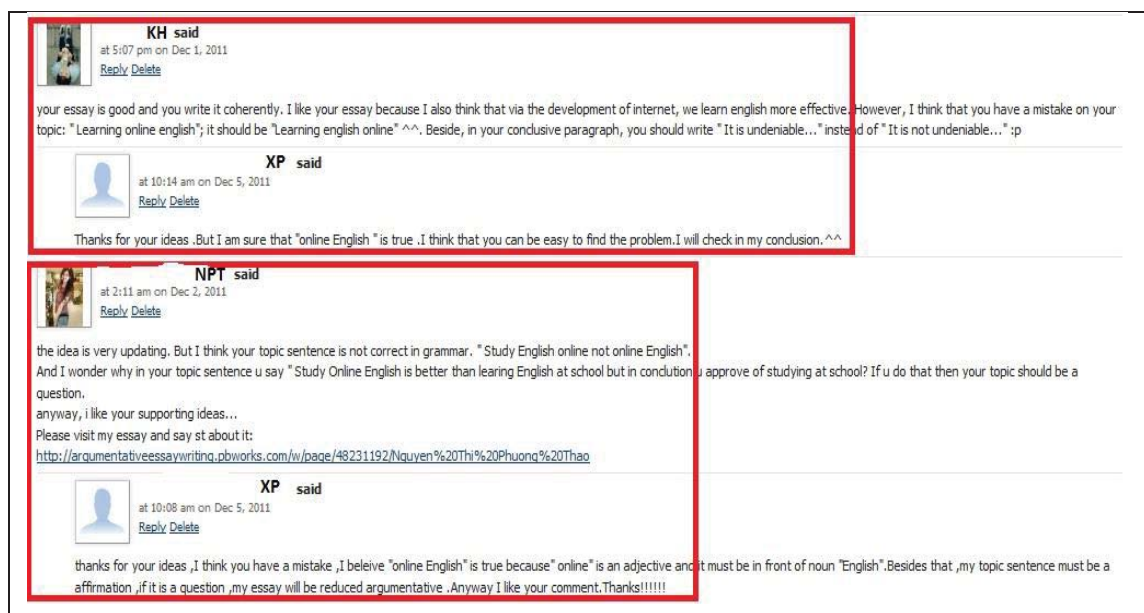 KH said
at 5:07 pm on Dec 1, 2011
Reply Delete
your essay is good and you write it coherently. I like your essay because I also think that via the development of internet, we learn english more effective. However, I think that you have a mistake on your
topic: " Learning online english"; it should be "Learning english online" ^^. Beside, in your conclusive paragraph, you should write " It is undeniable..." instead of " It is not undeniable..." :p
XP said
at 10:14 am on Dec 5, 2011
Reply Delete
Thanks for your ideas .But I am sure that "online English " is true .I think that you can be easy to find the problem.I will check in my conclusion.^^
NPT said
at 2:11 am on Dec 2, 2011
Reply Delete
the idea is very updating. But I think your topic sentence is not correct in grammar. " Study English online not online English".
And I wonder why in your topic sentence u say " Study Online English is better than learing English at school but in conclution u approve of studying at school? If u do that then your topic should be a
question.
anyway, i like your supporting ideas...
Please visit my essay and say st about it:
http://argumentativeessaywriting.pbworks.com/w/page/48231192/Nguyen%20Thi%20Phuong%20Thao
XP said
at 10:08 am on Dec 5, 2011
Reply Delete
thanks for your ideas ,I think you have a mistake ,I beleive "online English" is true because" online" is an adjective and it must be in front of noun "English".Besides that ,my topic sentence must be a
affirmation ,if it is a question ,my essay will be reduced argumentative .Anyway I like your comment.Thanks!!!!!!